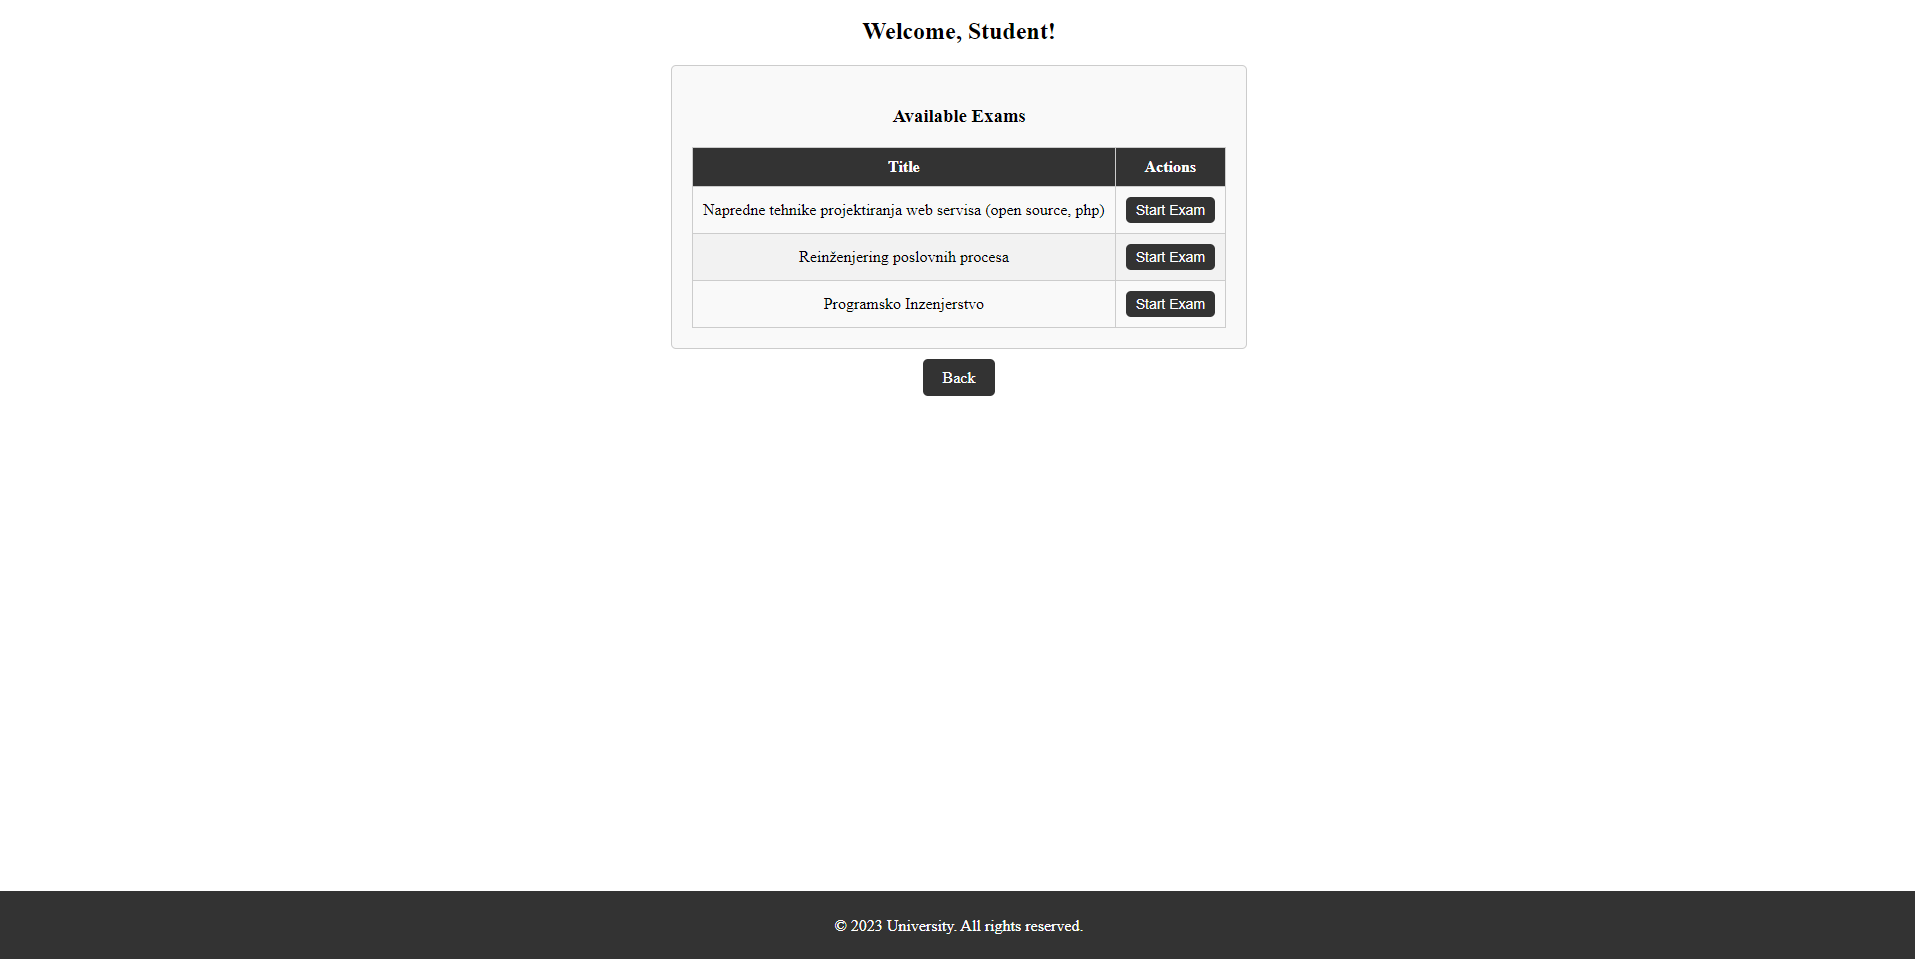 Welcome, Student!
Available Exams
Title Actions
Napredne tehnike projektiranja web servisa (open source, php) Start Exam
Reinženjering poslovnih procesa Start Exam
Programsko Inzenjerstvo Start Exam
Back
© 2023 University. All rights reserved.